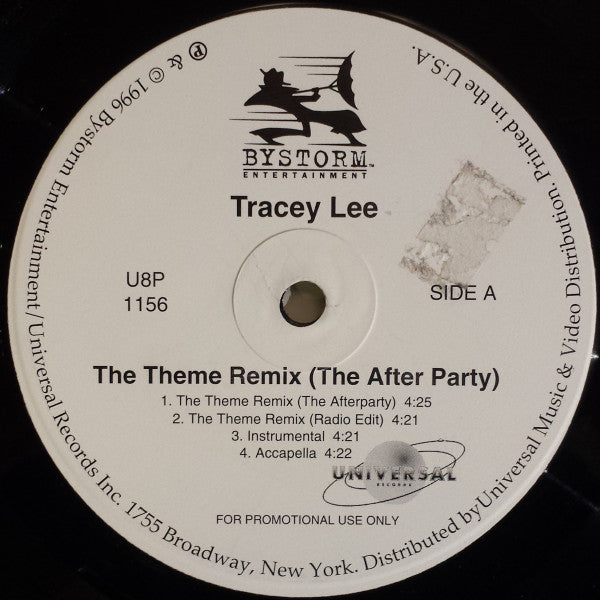 BYSTORM™
ENTERTAINMENT
Tracey Lee
U8P
1156
SIDE A
The Theme Remix (The After Party)
1. The Theme Remix (The Afterparty) 4:25
2. The Theme Remix (Radio Edit) 4:21
3. Instrumental 4:21
4. Accapella 4:22
UNIVERSAL
RECORDS
FOR PROMOTIONAL USE ONLY
℗ & © 1996 Bystorm Entertainment/Universal Records Inc. 1755 Broadway, New York. Distributed by Universal Music & Video Distribution. Printed in the U.S.A.